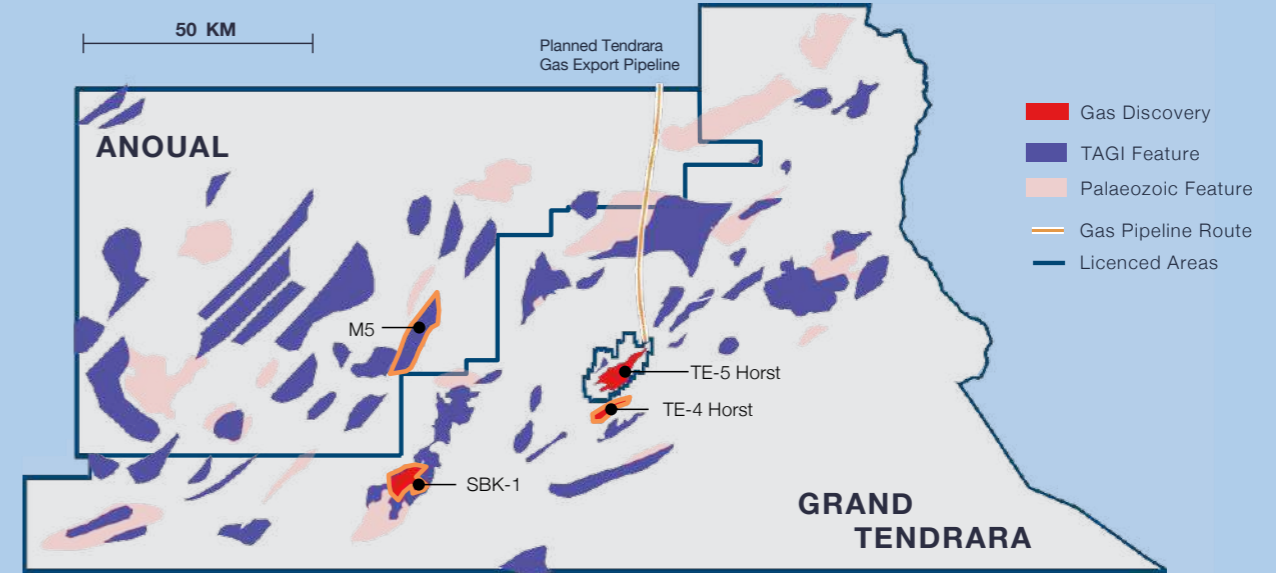 50 KM
Planned Tendrara
Gas Export Pipeline
ANOUAL
Gas Discovery
TAGI Feature
Palaeozoic Feature
Gas Pipeline Route
Licenced Areas
M5
TE-5 Horst
TE-4 Horst
SBK-1
GRAND
TENDRARA